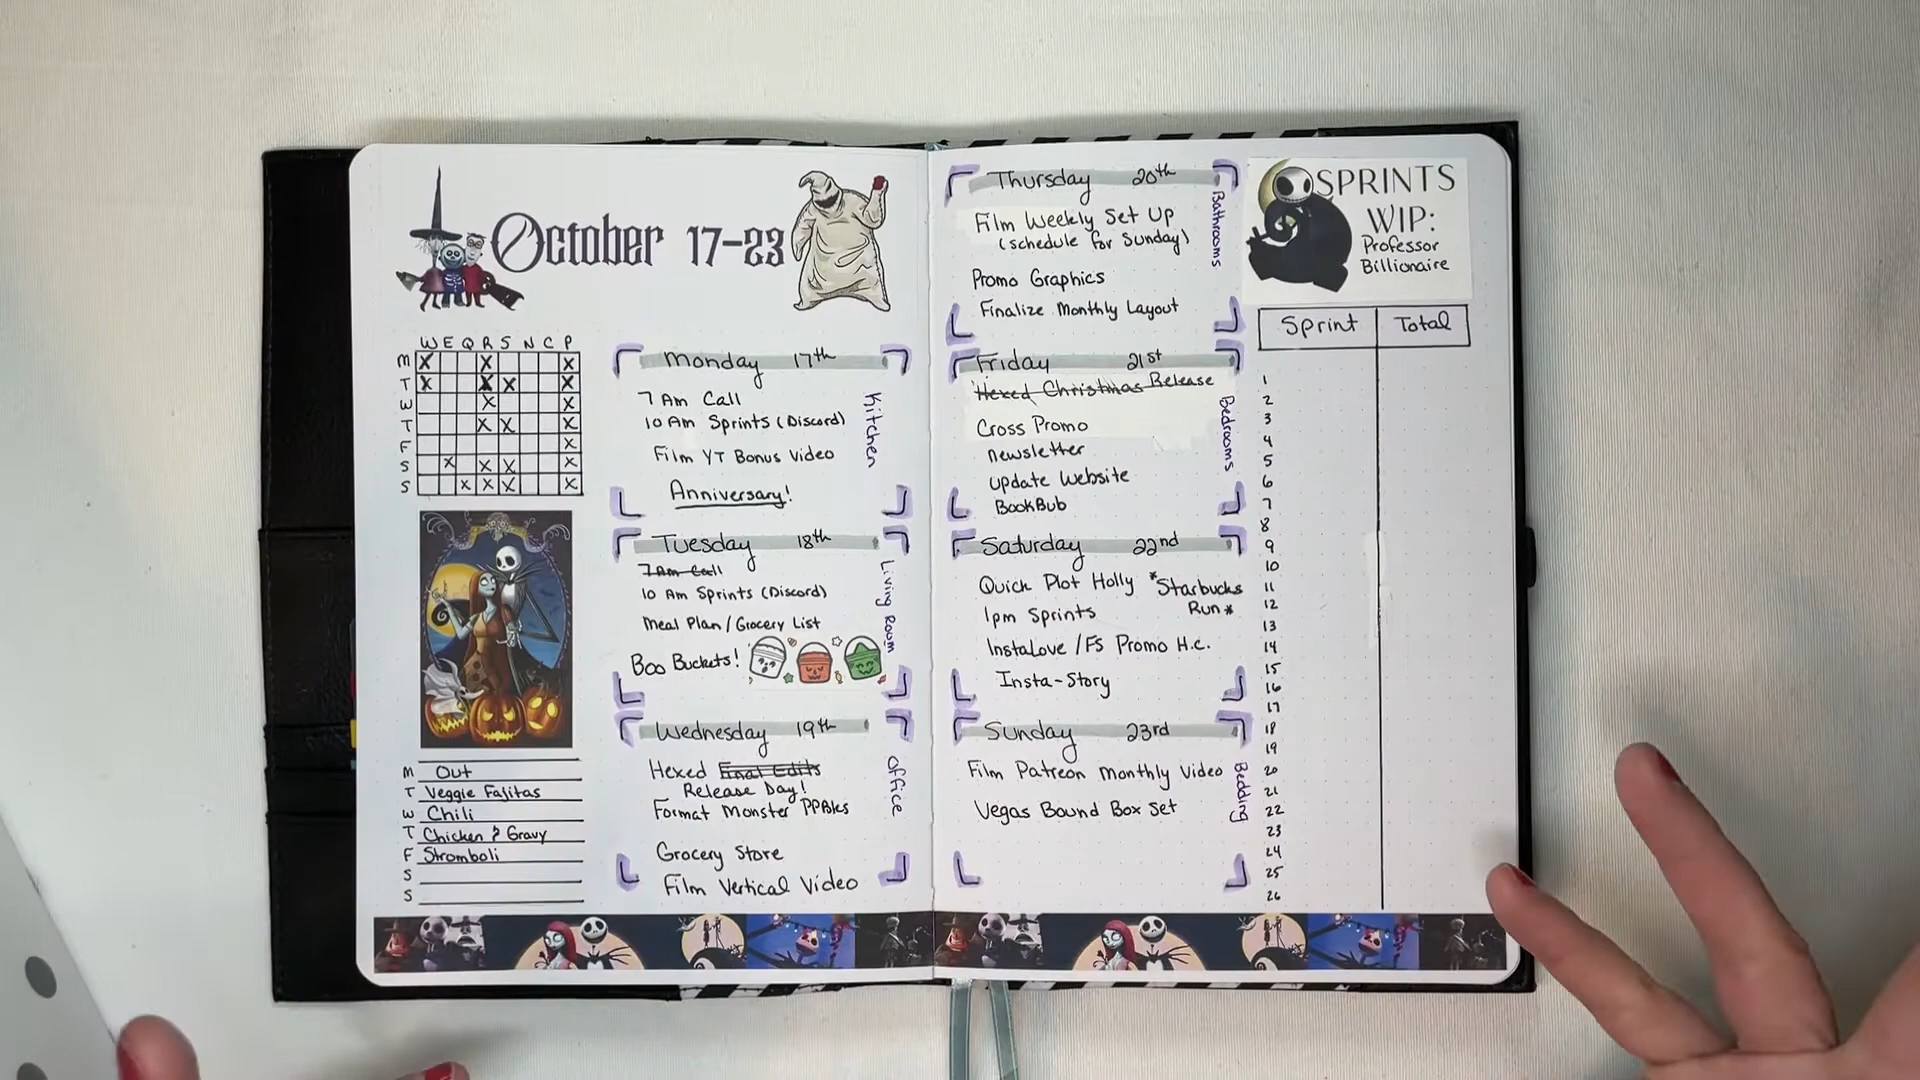 October 17-23
W E Q R S N C P
M X X X
T X X X X
W X X
T X X X
F X
S X X X X
S X X X X
M Out
T Veggie Fajitas
W Chili
T Chicken & Gravy
F Stromboli
S
S
Monday 17th
7 Am Call
10 Am Sprints (Discord)
Film YT Bonus Video
Anniversary!
Kitchen
Tuesday 18th
7 Am Call
10 Am Sprints (Discord)
Meal Plan / Grocery List
Boo Buckets!
Living Room
Wednesday 19th
Hexed Final Edits
Release Day!
Format Monster
Grocery Store
Film Vertical Video
Office
Thursday 20th
Film Weekly Set Up
(schedule for Sunday)
Promo Graphics
Finalize Monthly Layout
Bathrooms
Friday 21st
Hexed Christmas Release
Cross Promo
newsletter
update website
BookBub
Bedrooms
Saturday 22nd
Quick Plot Holly *Starbucks
1pm Sprints Run*
InstaLove / FS Promo H.C.
Insta-Story
Sunday 23rd
Film Patreon Monthly Video
Vegas Bound Box Set
Bedding
SPRINTS
WIP:
Professor
Billionaire
Sprint Total
1
2
3
4
5
6
7
8
9
10
11
12
13
14
15
16
17
18
19
20
21
22
23
24
25
26